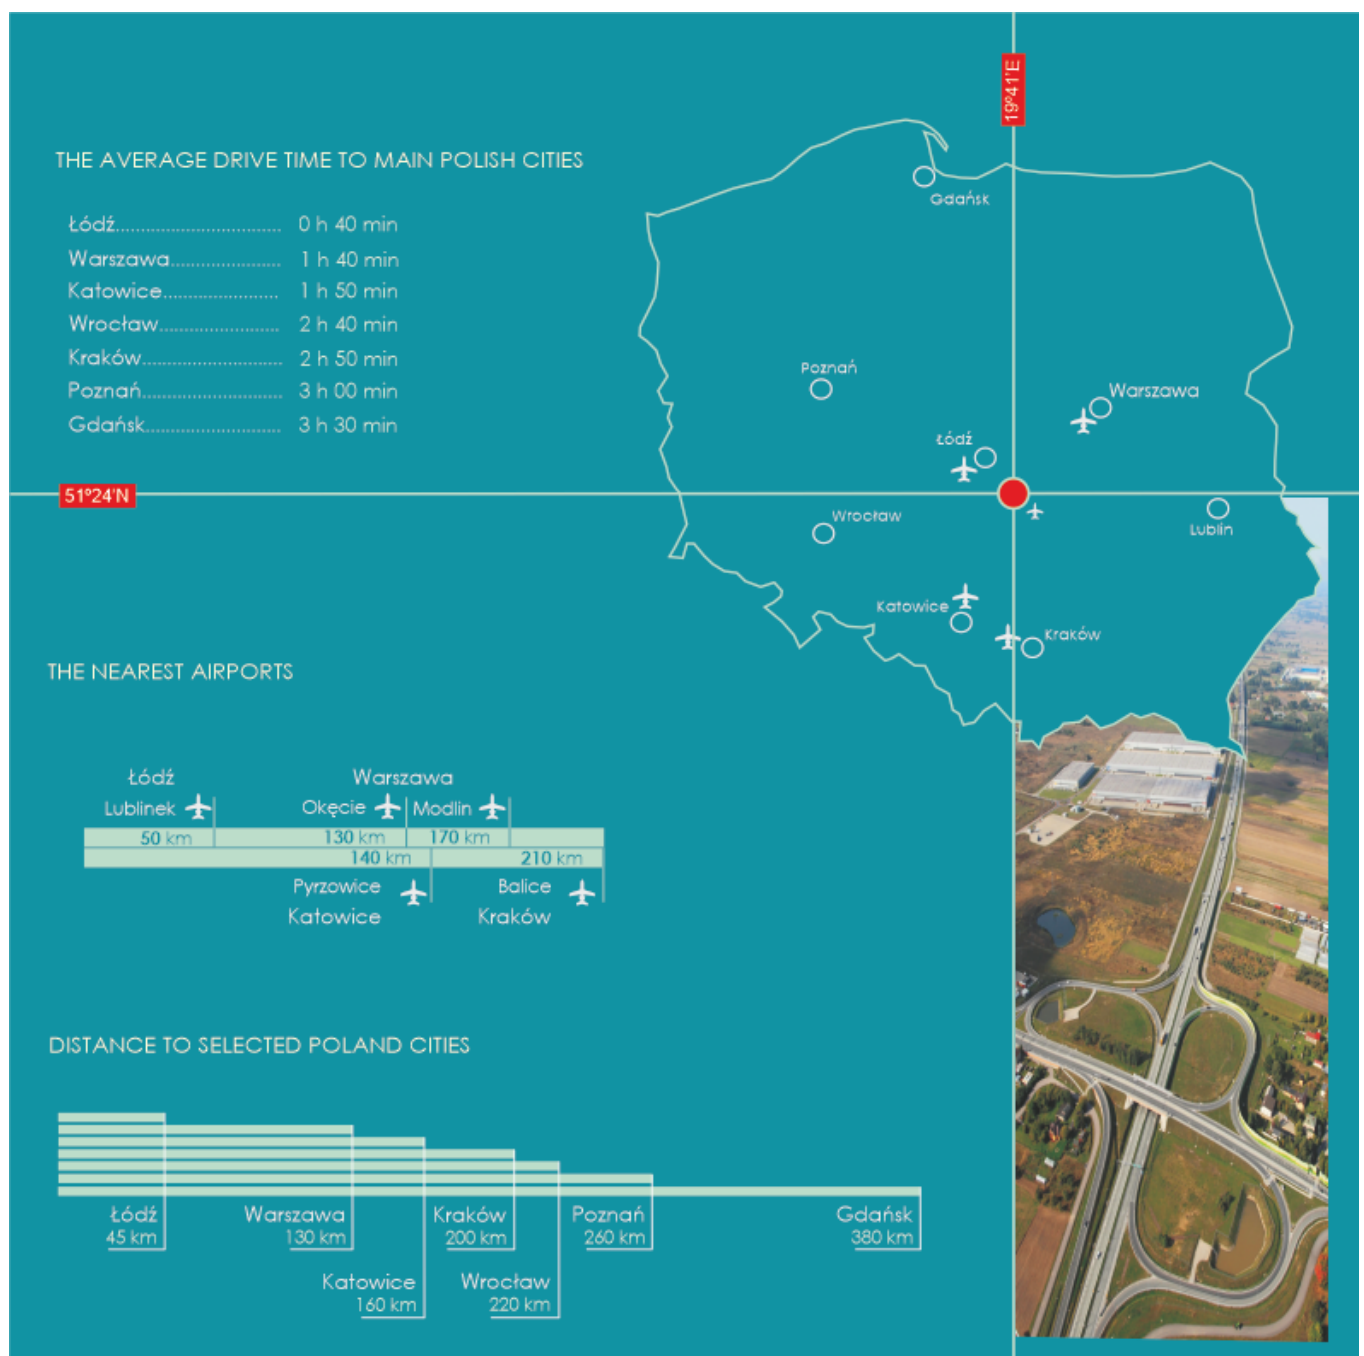 19º41'E
THE AVERAGE DRIVE TIME TO MAIN POLISH CITIES
Łódź.............................. 0 h 40 min
Warszawa.................... 1 h 40 min
Katowice..................... 1 h 50 min
Wrocław...................... 2 h 40 min
Kraków......................... 2 h 50 min
Poznań......................... 3 h 00 min
Gdańsk........................ 3 h 30 min
Gdańsk
Poznań
Warszawa
Łódź
51º24'N
Wrocław
Lublin
Katowice
Kraków
THE NEAREST AIRPORTS
Łódź Warszawa
Lublinek Okęcie Modlin
50 km 130 km 170 km
140 km 210 km
Pyrzowice Balice
Katowice Kraków
DISTANCE TO SELECTED POLAND CITIES
Łódź Warszawa Kraków Poznań Gdańsk
45 km 130 km 200 km 260 km 380 km
Katowice Wrocław
160 km 220 km